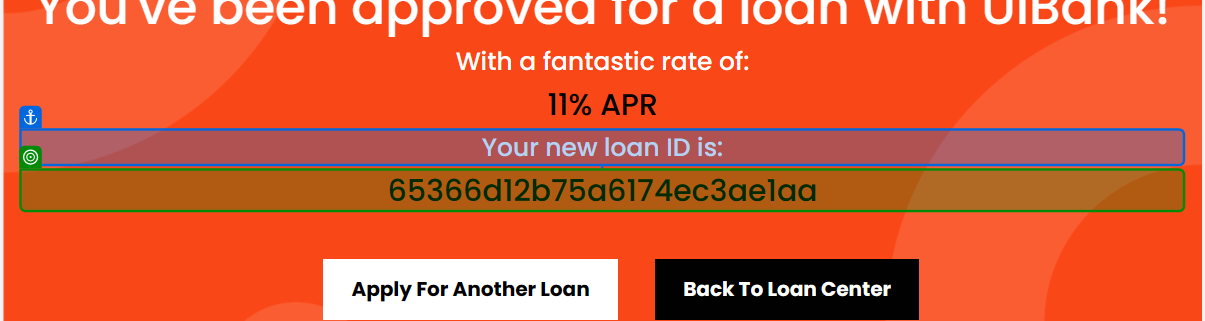 You've been approved for a loan with UiBank!
With a fantastic rate of:
11% APR
Your new loan ID is:
65366d12b75a6174ec3ae1aa
Apply For Another Loan
Back To Loan Center